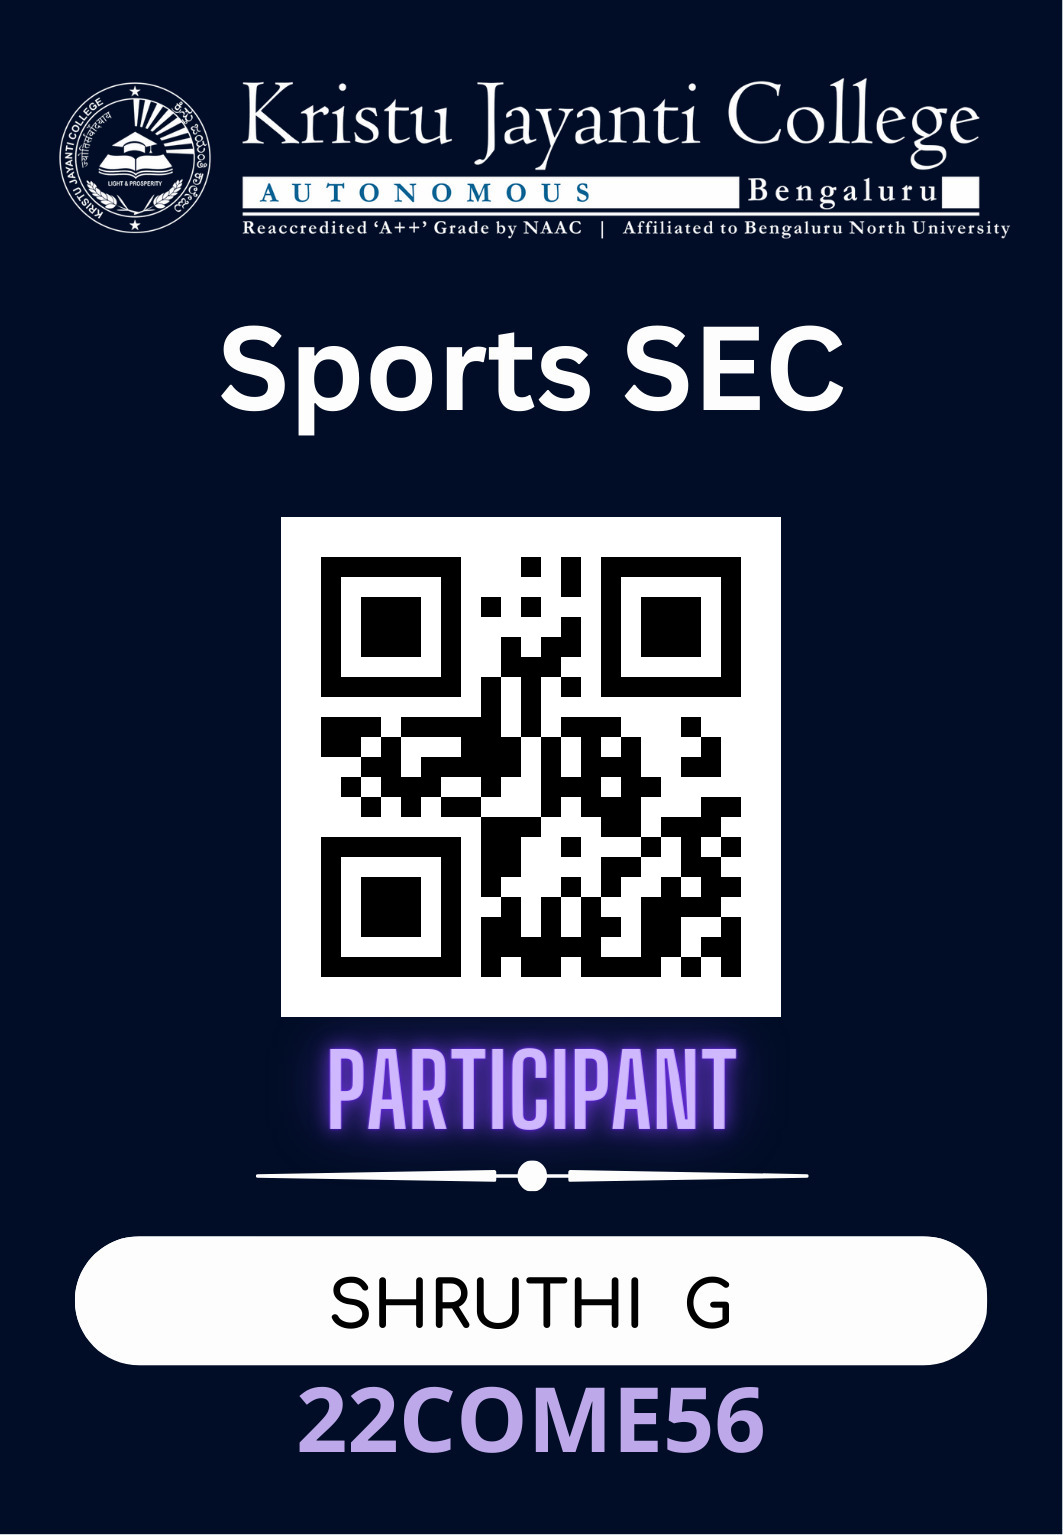 KRISTU JAYANTI COLLEGE
ಕ್ರಿಸ್ತು ಜಯಂತಿ ಕಾಲೇಜು
LIGHT & PROSPERITY
Kristu Jayanti College
AUTONOMOUS Bengaluru
Reaccredited ‘A++’ Grade by NAAC | Affiliated to Bengaluru North University
Sports SEC
PARTICIPANT
SHRUTHI G
22COME56